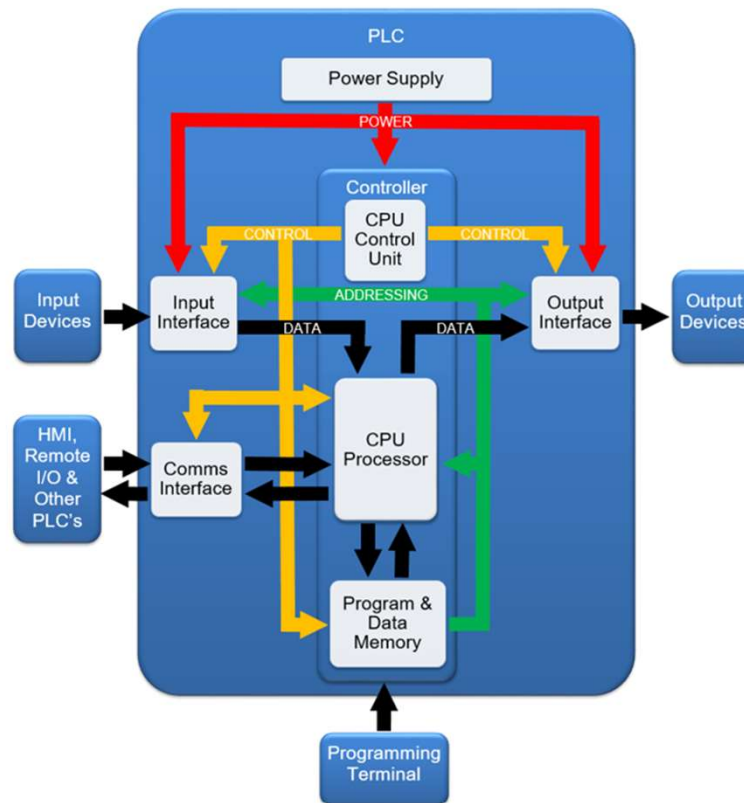 PLC
Power Supply
POWER
Controller
CPU
Control
Unit
CONTROL
CONTROL
Input
Devices
Input
Interface
ADDRESSING
Output
Interface
Output
Devices
DATA
DATA
HMI,
Remote
I/O &
Other
PLC's
Comms
Interface
CPU
Processor
Program &
Data
Memory
Programming
Terminal